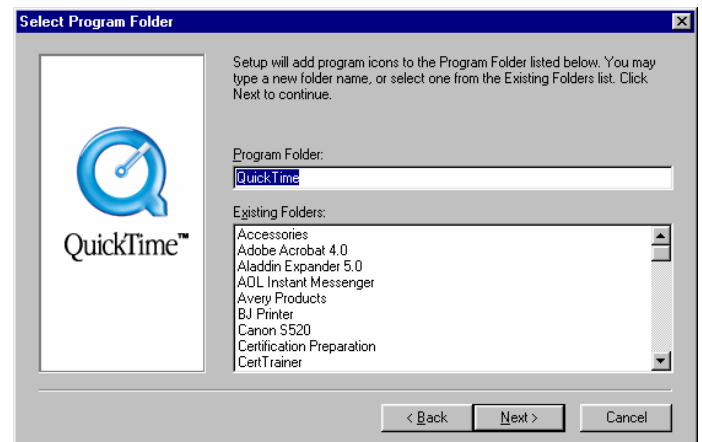 Select Program Folder
Setup will add program icons to the Program Folder listed below. You may
type a new folder name, or select one from the Existing Folders list. Click
Next to continue.
Program Folder:
QuickTime
QuickTime™
Existing Folders:
Accessories
Adobe Acrobat 4.0
Aladdin Expander 5.0
AOL Instant Messenger
Avery Products
BJ Printer
Canon S520
Certification Preparation
CertTrainer
< Back
Next >
Cancel